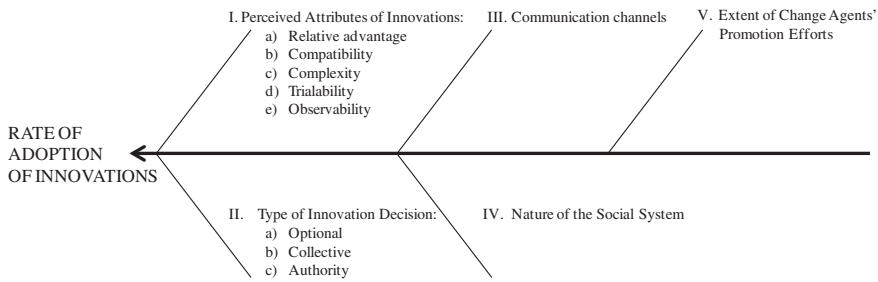 I. Perceived Attributes of Innovations:
a) Relative advantage
b) Compatibility
c) Complexity
d) Trialability
e) Observability
III. Communication channels
V. Extent of Change Agents’
Promotion Efforts
RATE OF
ADOPTION
OF INNOVATIONS
II. Type of Innovation Decision:
a) Optional
b) Collective
c) Authority
IV. Nature of the Social System